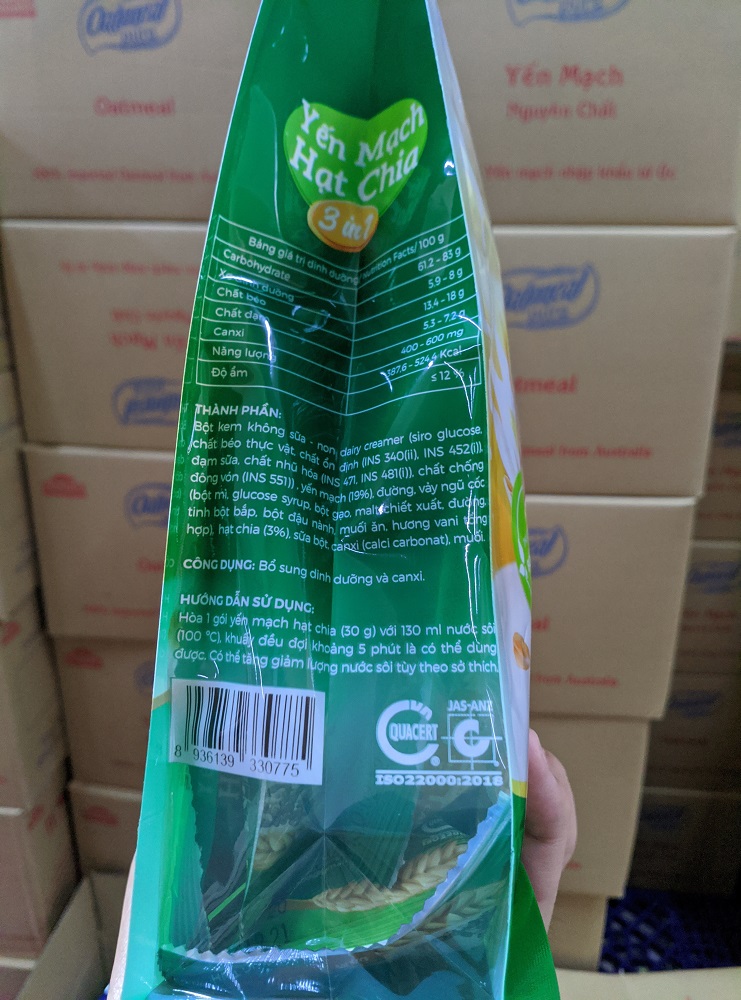 Oatmeal
Oatmeal
Yến Mạch
Nguyên Chất
Yến Mạch
Hạt Chia
3 in 1
Bảng giá trị dinh dưỡng/ Nutrition Facts/ 100 g
Carbohydrate 61.2 - 83 g
Xơ dinh dưỡng 5.9 - 8 g
Chất béo 13.4 - 18 g
Chất đạm 5.3 - 7.2 g
Canxi 400 - 600 mg
Năng lượng 387.6 - 524.4 Kcal
Độ ẩm ≤ 12 %
THÀNH PHẦN:
Bột kem không sữa - non dairy creamer (siro glucose,
chất béo thực vật, chất ổn định (INS 340(ii), INS 452(i)),
đạm sữa, chất nhũ hóa (INS 471, INS 481(i)), chất chống
đông vón (INS 551)), yến mạch (19%), đường, vảy ngũ cốc
(bột mì, glucose syrup, bột gạo, malt chiết xuất, đường,
tinh bột bắp, bột đậu nành, muối ăn, hương vani tổng
hợp), hạt chia (3%), sữa bột, canxi (calci carbonat), muối.
CÔNG DỤNG: Bổ sung dinh dưỡng và canxi.
HƯỚNG DẪN SỬ DỤNG:
Hòa 1 gói yến mạch hạt chia (30 g) với 130 ml nước sôi
(100 °C), khuấy đều đợi khoảng 5 phút là có thể dùng
được. Có thể tăng giảm lượng nước sôi tùy theo sở thích.
8 936139 330775
QUACERT
JAS-ANZ
ISO22000:2018